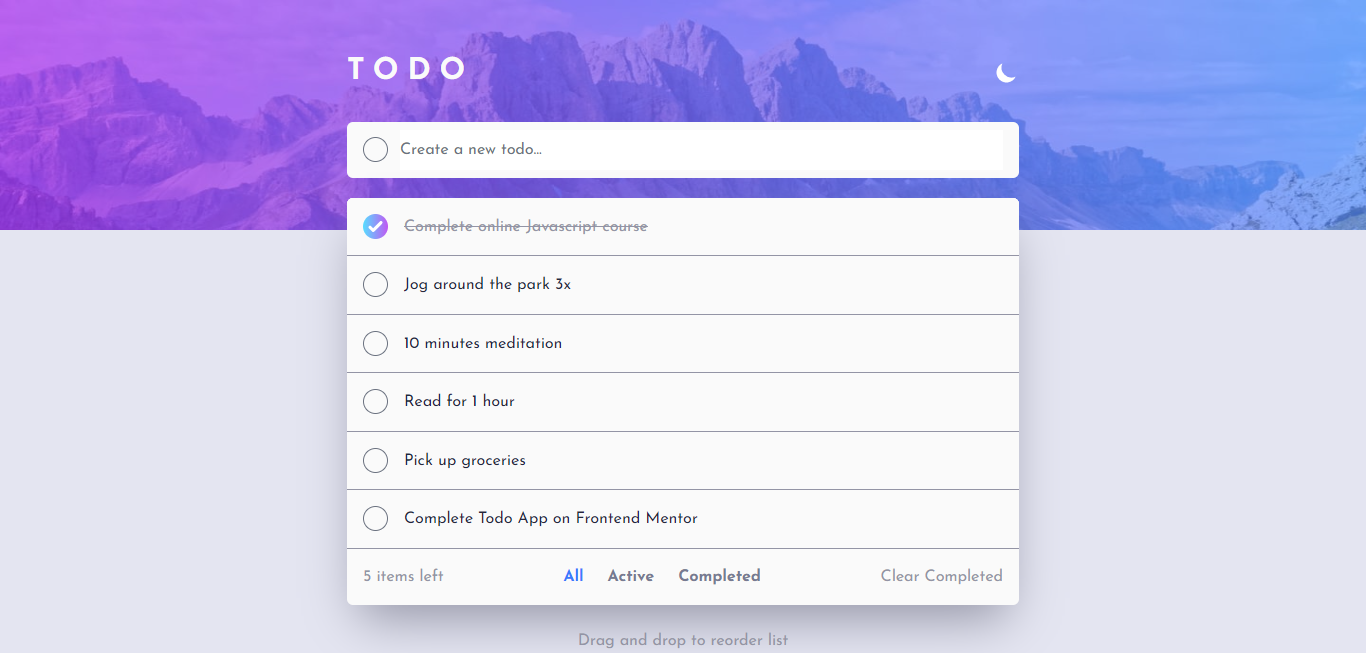 TODO
Create a new todo...
Complete online Javascript course
Jog around the park 3x
10 minutes meditation
Read for 1 hour
Pick up groceries
Complete Todo App on Frontend Mentor
5 items left All Active Completed Clear Completed
Drag and drop to reorder list